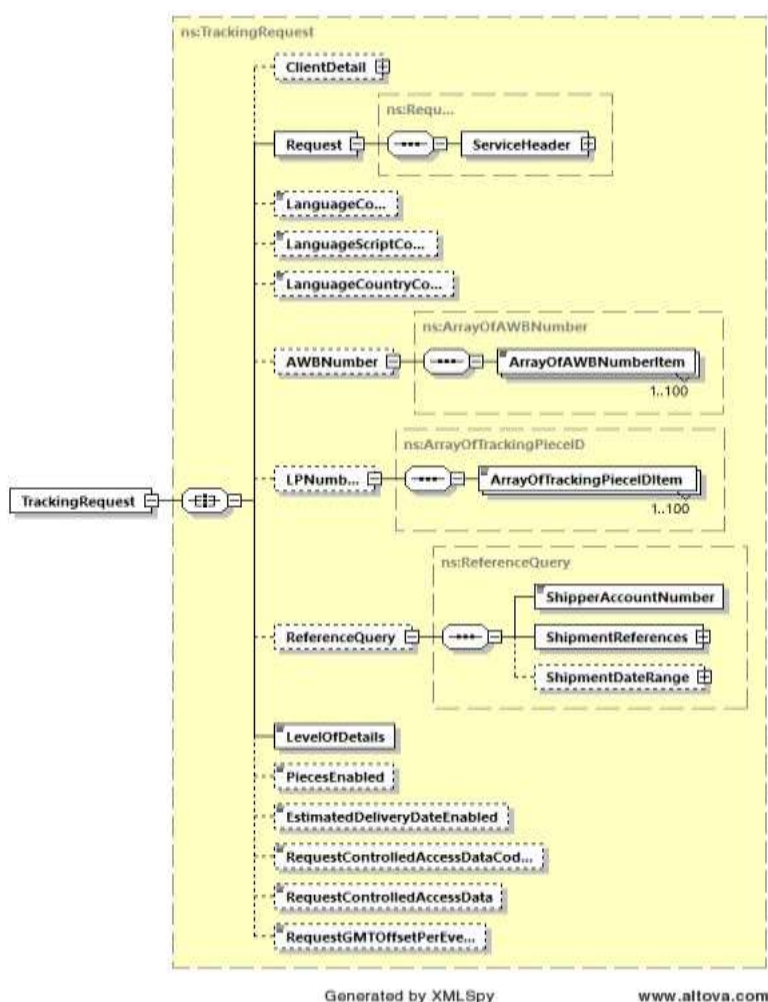 ns:TrackingRequest
ClientDetail
ns:Requ...
Request
ServiceHeader
LanguageCo...
LanguageScriptCo...
LanguageCountryCo...
ns:ArrayOfAWBNumber
AWBNumber
ArrayOfAWBNumberItem
1..100
ns:ArrayOfTrackingPieceID
LPNumb...
ArrayOfTrackingPieceIDItem
1..100
TrackingRequest
ns:ReferenceQuery
ShipperAccountNumber
ReferenceQuery
ShipmentReferences
ShipmentDateRange
LevelOfDetails
PiecesEnabled
EstimatedDeliveryDateEnabled
RequestControlledAccessDataCod...
RequestControlledAccessData
RequestGMTOffsetPerEve...
Generated by XMLSpy
www.altova.com